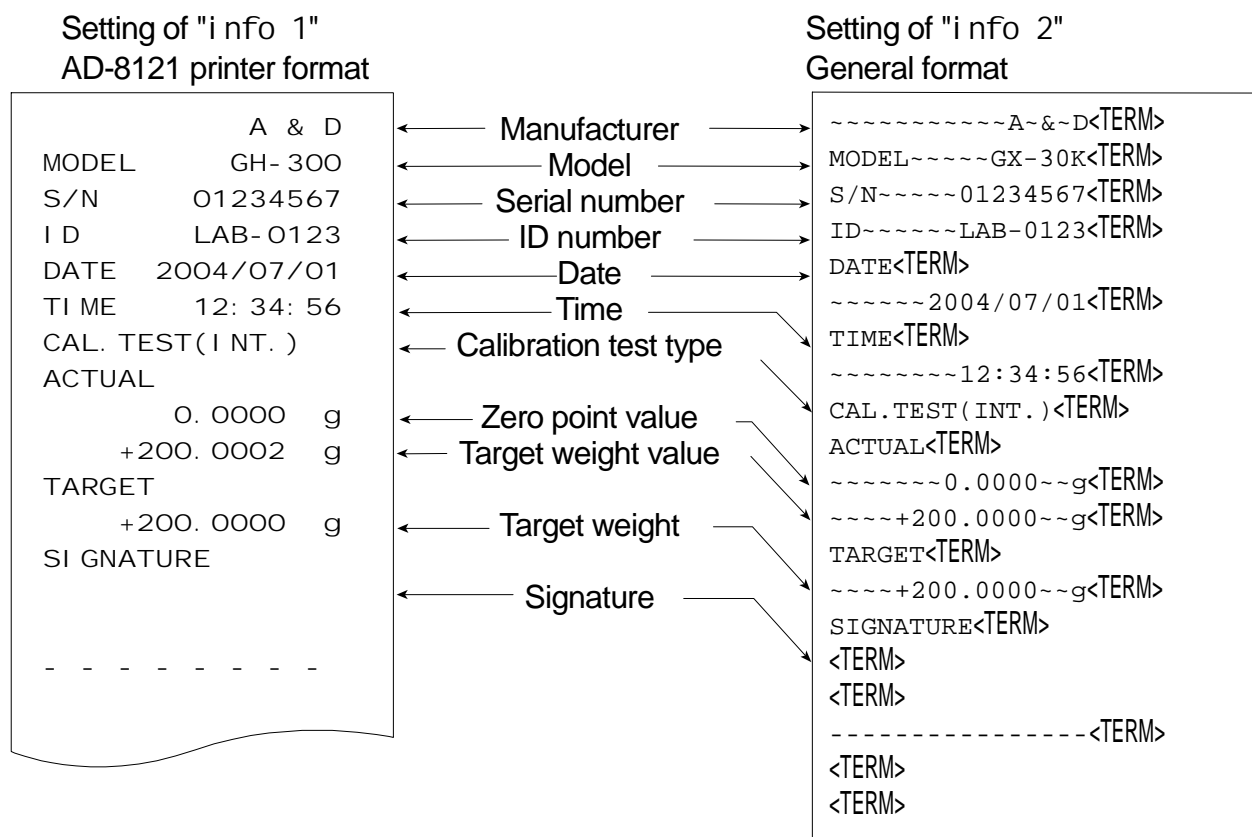 Setting of "info 1"
AD-8121 printer format
A & D
MODEL GH-300
S/N 01234567
ID LAB-0123
DATE 2004/07/01
TIME 12:34:56
CAL.TEST(INT.)
ACTUAL
0.0000 g
+200.0002 g
TARGET
+200.0000 g
SIGNATURE
- - - - - - - -
Manufacturer
Model
Serial number
ID number
Date
Time
Calibration test type
Zero point value
Target weight value
Target weight
Signature
Setting of "info 2"
General format
~~~~~~~~~~~A~&~D<TERM>
MODEL~~~~~GX-30K<TERM>
S/N~~~~~01234567<TERM>
ID~~~~~~LAB-0123<TERM>
DATE<TERM>
~~~~~~2004/07/01<TERM>
TIME<TERM>
~~~~~~~~12:34:56<TERM>
CAL.TEST(INT.)<TERM>
ACTUAL<TERM>
~~~~~~~0.0000~~g<TERM>
~~~~+200.0000~~g<TERM>
TARGET<TERM>
~~~~+200.0000~~g<TERM>
SIGNATURE<TERM>
<TERM>
<TERM>
----------------<TERM>
<TERM>
<TERM>